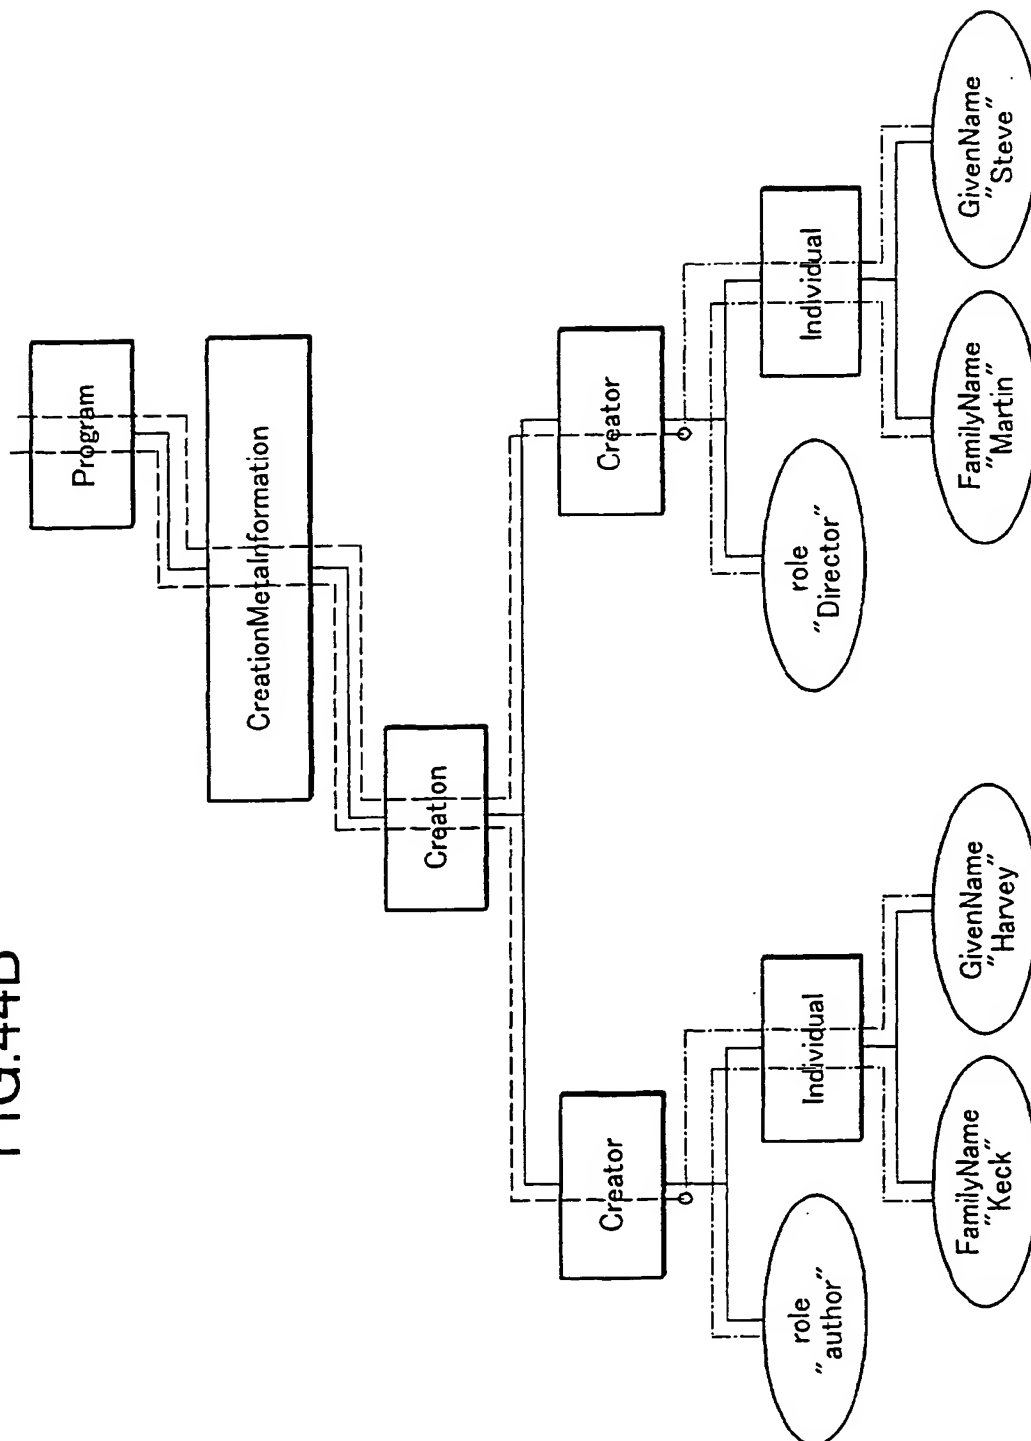 FIG.44B
Program
CreationMetaInformation
Creation
Creator
Creator
role
"author"
Individual
role
"Director"
Individual
FamilyName
"Keck"
GivenName
"Harvey"
FamilyName
"Martin"
GivenName
"Steve"